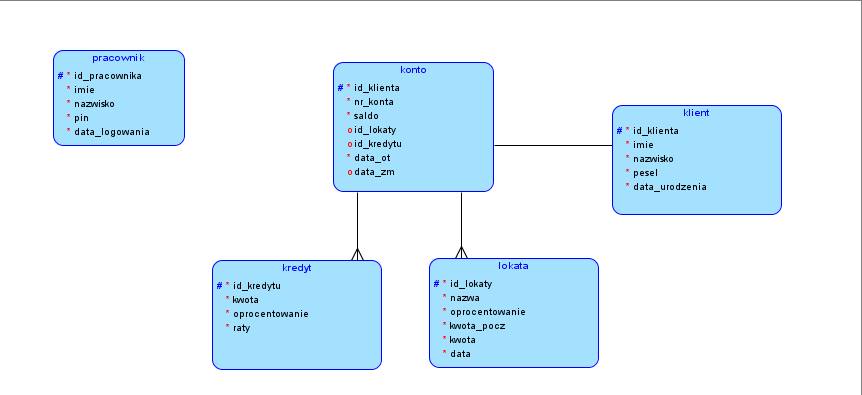 pracownik
# * id_pracownika
* imie
* nazwisko
* pin
* data_logowania
konto
# * id_klienta
* nr_konta
* saldo
o id_lokaty
o id_kredytu
* data_ot
o data_zm
klient
# * id_klienta
* imie
* nazwisko
* pesel
* data_urodzenia
kredyt
# * id_kredytu
* kwota
* oprocentowanie
* raty
lokata
# * id_lokaty
* nazwa
* oprocentowanie
* kwota_pocz
* kwota
* data